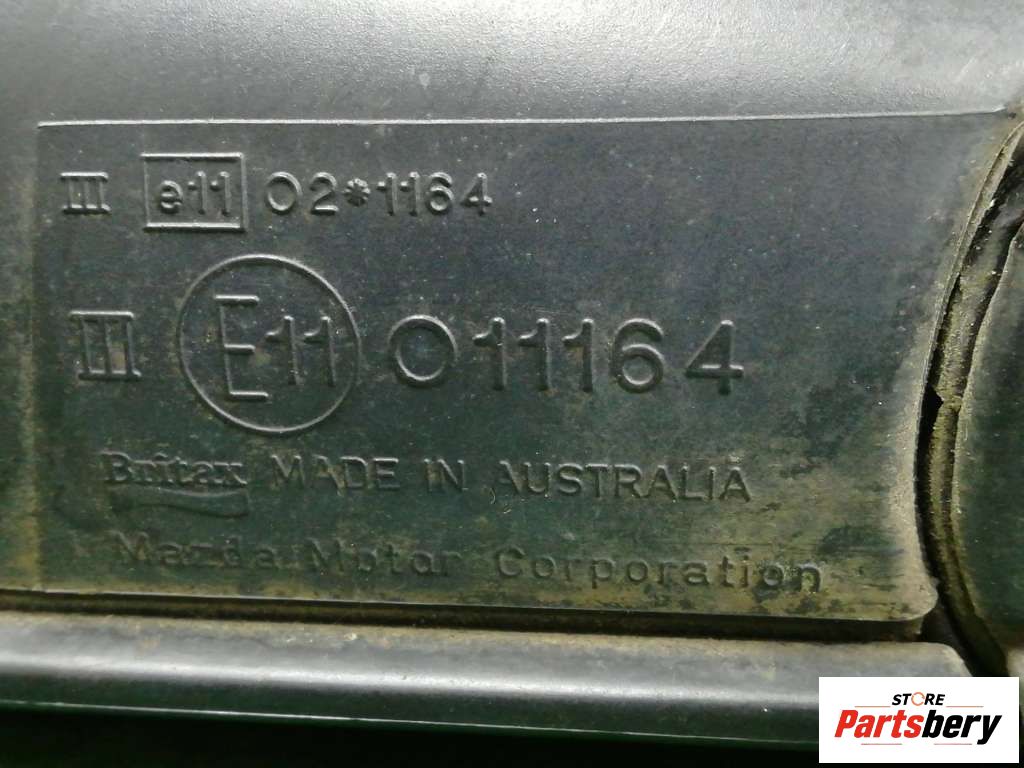 III e11 02*1164
III E11 011164
Britax MADE IN AUSTRALIA
Mazda Motor Corporation
STORE
Partsbery